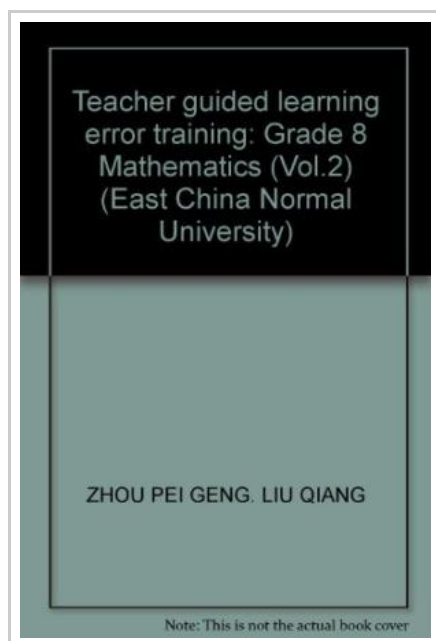 Teacher guided learning
error training: Grade 8
Mathematics (Vol.2)
(East China Normal
University)
ZHOU PEI GENG. LIU QIANG
Note: This is not the actual book cover